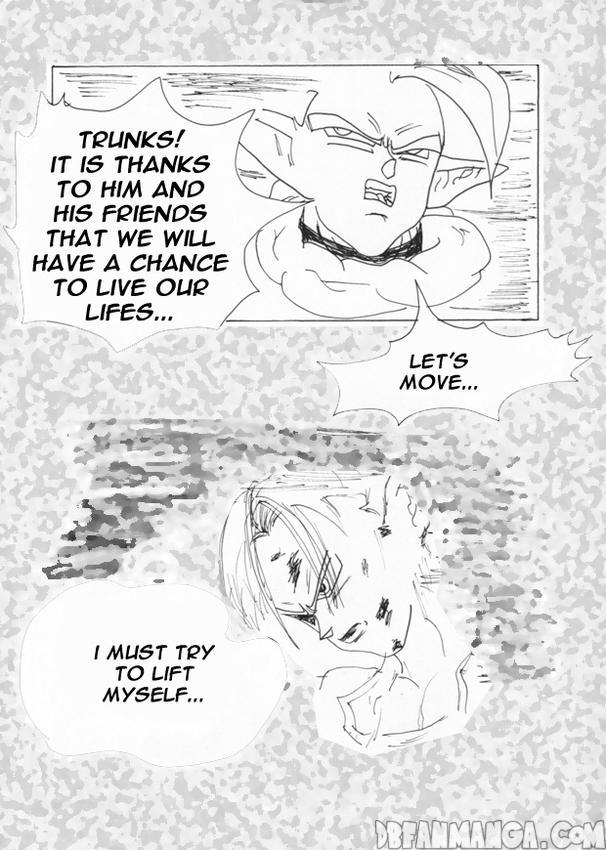 TRUNKS!
IT IS THANKS
TO HIM AND
HIS FRIENDS
THAT WE WILL
HAVE A CHANCE
TO LIVE OUR
LIFES...
LET'S
MOVE...
I MUST TRY
TO LIFT
MYSELF...
DBFANMANGA.COM